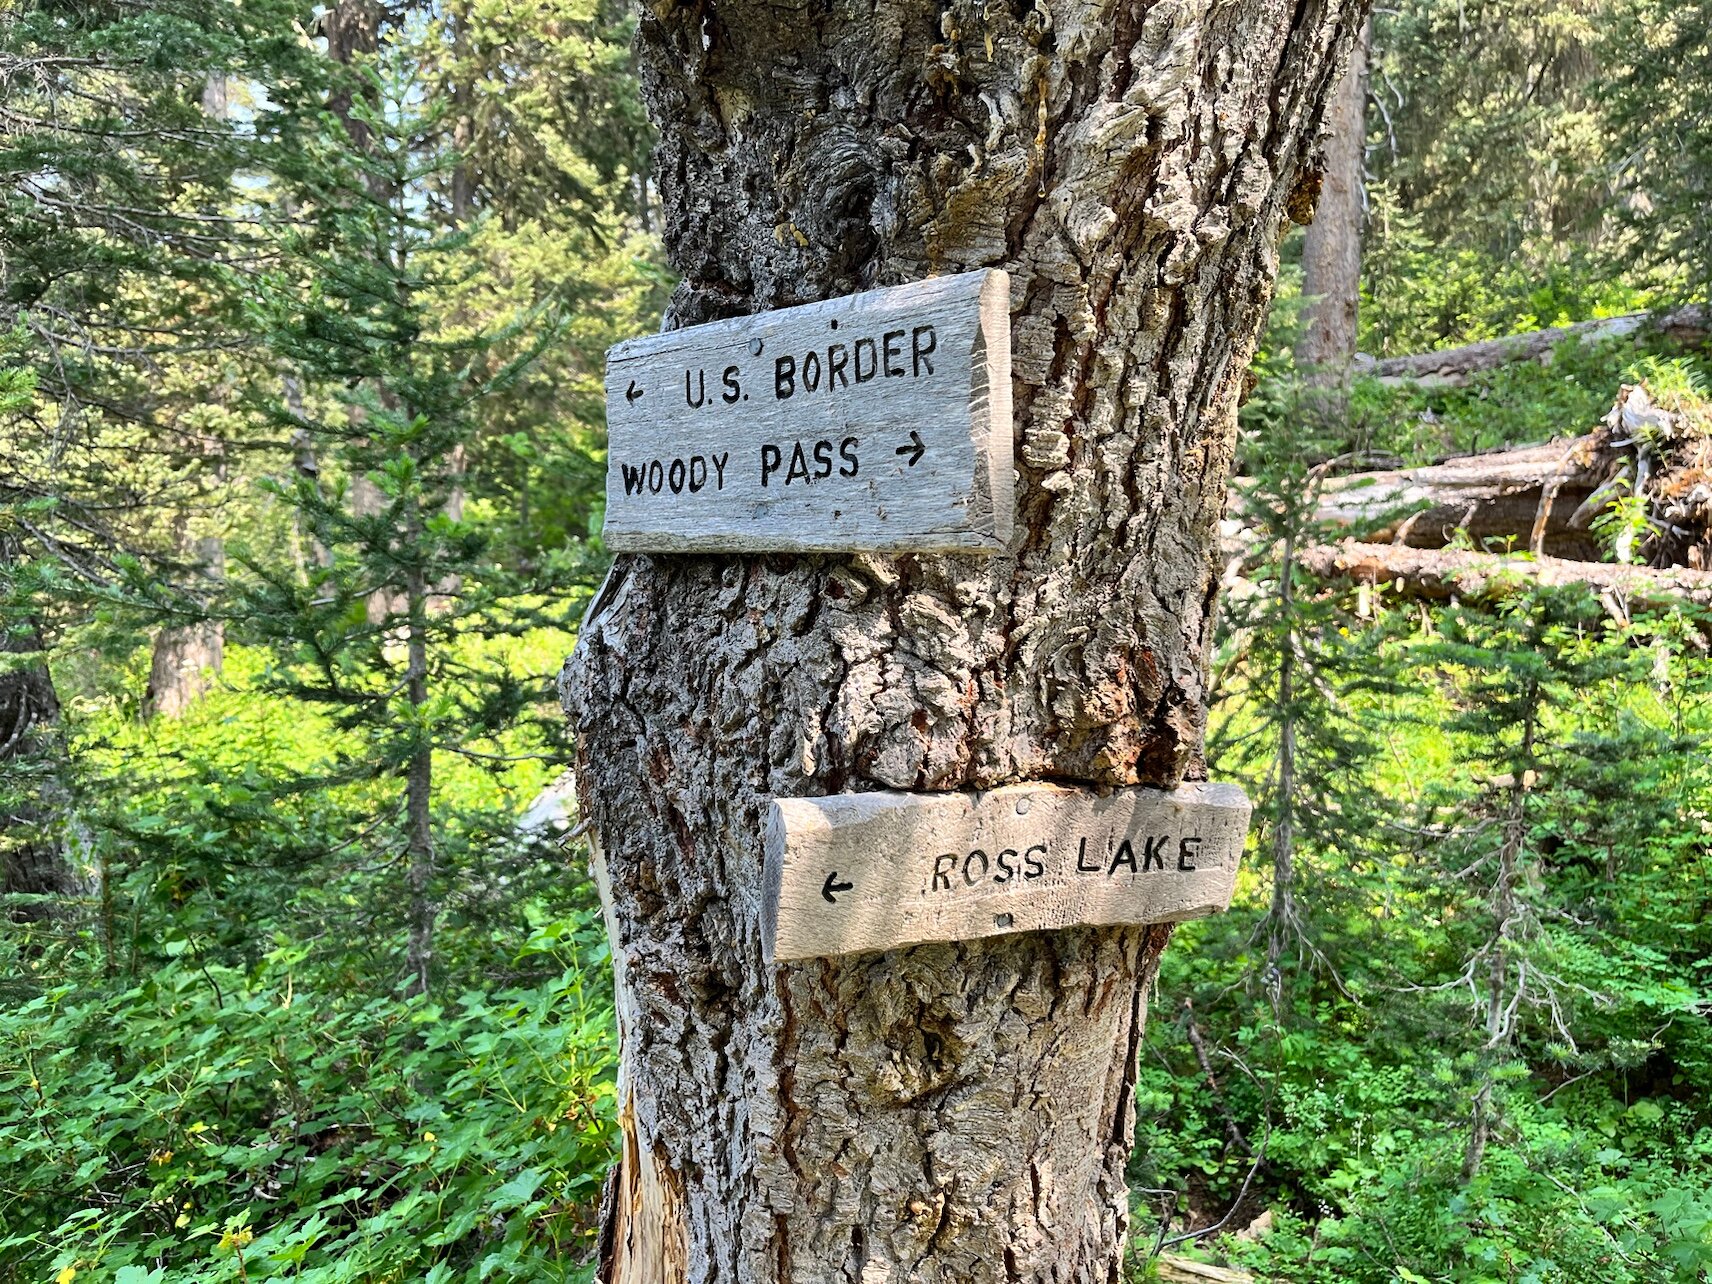 ← U.S. BORDER
WOODY PASS →
← ROSS LAKE